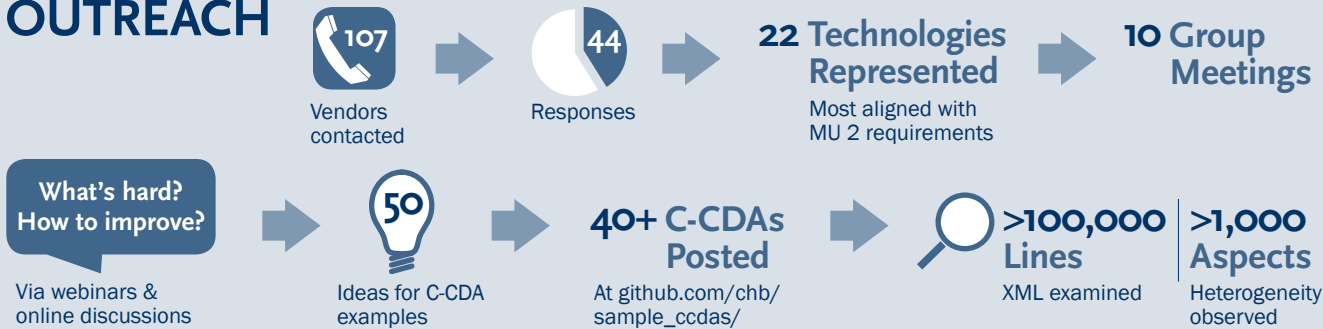 OUTREACH
107
Vendors
contacted
44
Responses
22 Technologies
Represented
Most aligned with
MU 2 requirements
10 Group
Meetings
What's hard?
How to improve?
Via webinars &
online discussions
50
Ideas for C-CDA
examples
40+ C-CDAs
Posted
At github.com/chb/
sample_ccdas/
>100,000
Lines
XML examined
>1,000
Aspects
Heterogeneity
observed